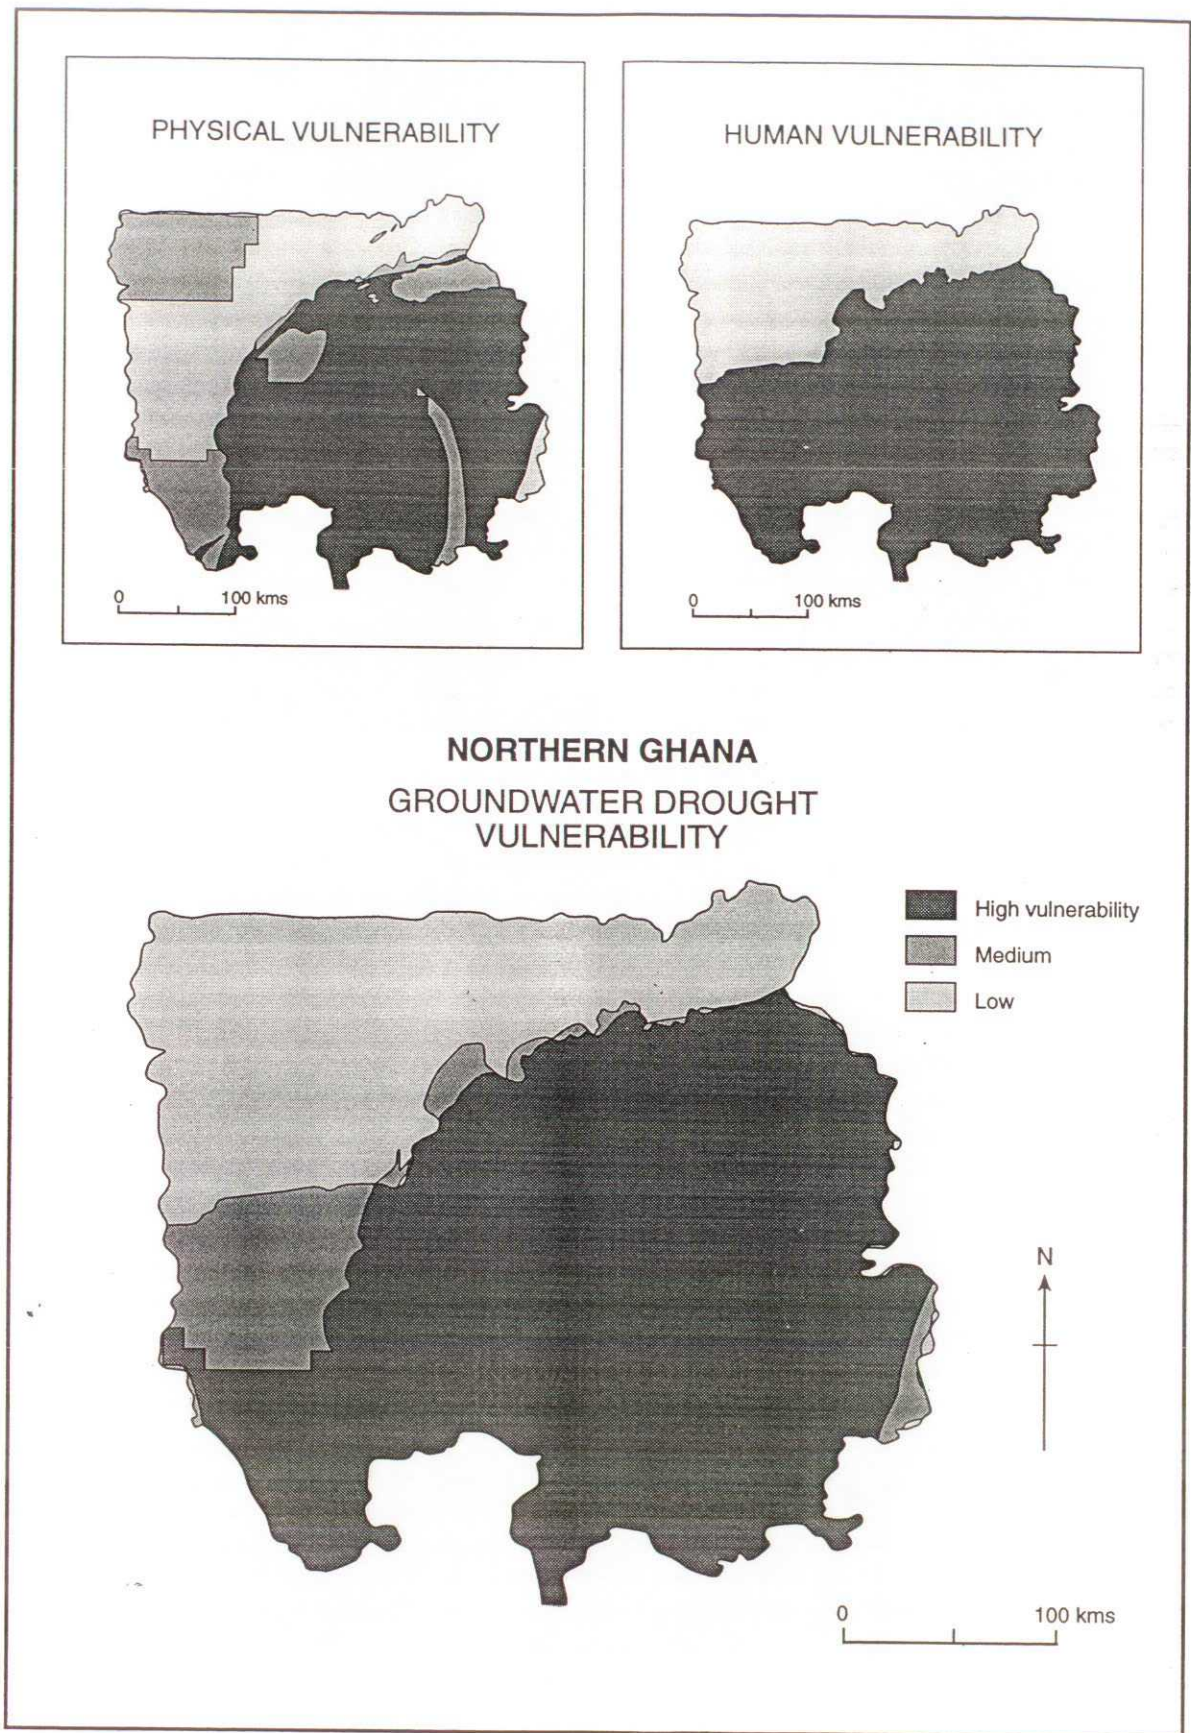 PHYSICAL VULNERABILITY
0 100 kms
HUMAN VULNERABILITY
0 100 kms
NORTHERN GHANA
GROUNDWATER DROUGHT
VULNERABILITY
High vulnerability
Medium
Low
N
0 100 kms